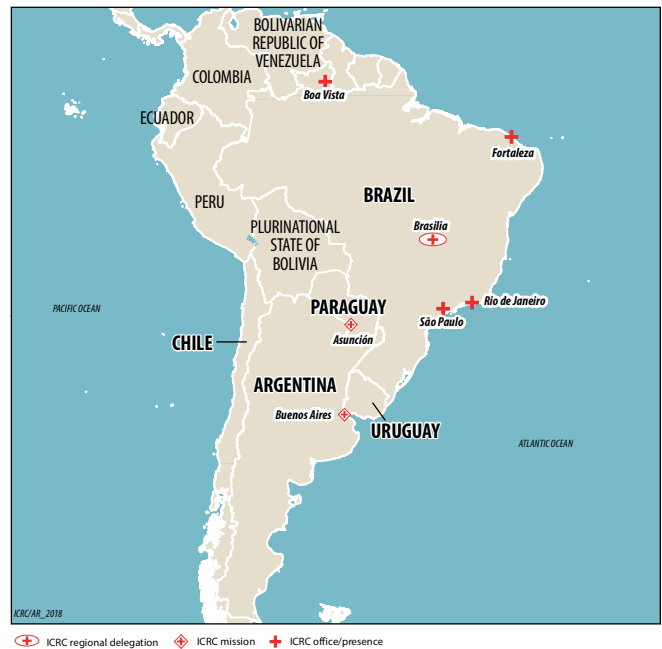 BOLIVARIAN
REPUBLIC OF
VENEZUELA
COLOMBIA
Boa Vista
ECUADOR
Fortaleza
PERU
BRAZIL
PLURINATIONAL
STATE OF
BOLIVIA
Brasilia
PACIFIC OCEAN
PARAGUAY
Asunción
Rio de Janeiro
São Paulo
CHILE
ARGENTINA
Buenos Aires
URUGUAY
ATLANTIC OCEAN
ICRC/AR_2018
ICRC regional delegation
ICRC mission
ICRC office/presence